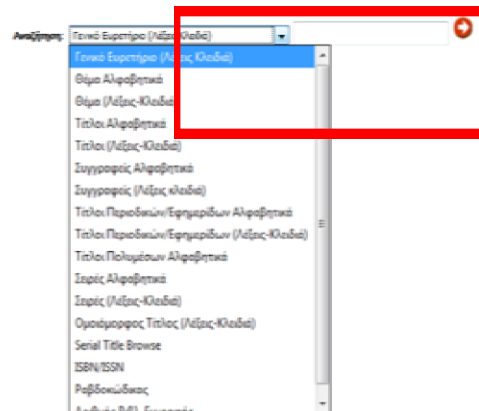 Αναζήτηση: Γενικό Ευρετήριο (Λέξεις Κλειδιά)
Γενικό Ευρετήριο (Λέξεις Κλειδιά)
Θέμα Αλφαβητικά
Θέμα (Λέξεις-Κλειδιά)
Τίτλοι Αλφαβητικά
Τίτλοι (Λέξεις-Κλειδιά)
Συγγραφείς Αλφαβητικά
Συγγραφείς (Λέξεις κλειδιά)
Τίτλοι Περιοδικών/Εφημερίδων Αλφαβητικά
Τίτλοι Περιοδικών/Εφημερίδων (Λέξεις-Κλειδιά)
Τίτλοι Πολυμέσων Αλφαβητικά
Σειρές Αλφαβητικά
Σειρές (Λέξεις-Κλειδιά)
Ομοιόμορφος Τίτλος (Λέξεις-Κλειδιά)
Serial Title Browse
ISBN/ISSN
Ραβδοκώδικας